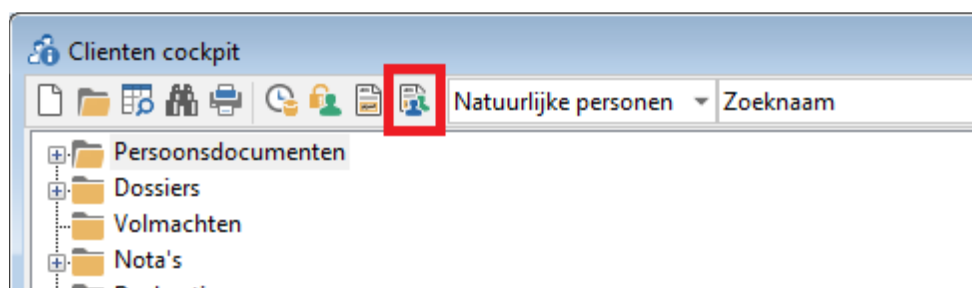 Clienten cockpit
Natuurlijke personen Zoeknaam
Persoonsdocumenten
Dossiers
Volmachten
Nota's